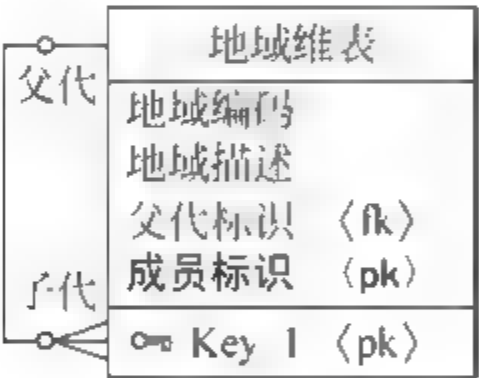 地域维表
父代
地域编码
地域描述
父代标识 〈fk〉
成员标识 〈pk〉
子代
Key 1 〈pk〉